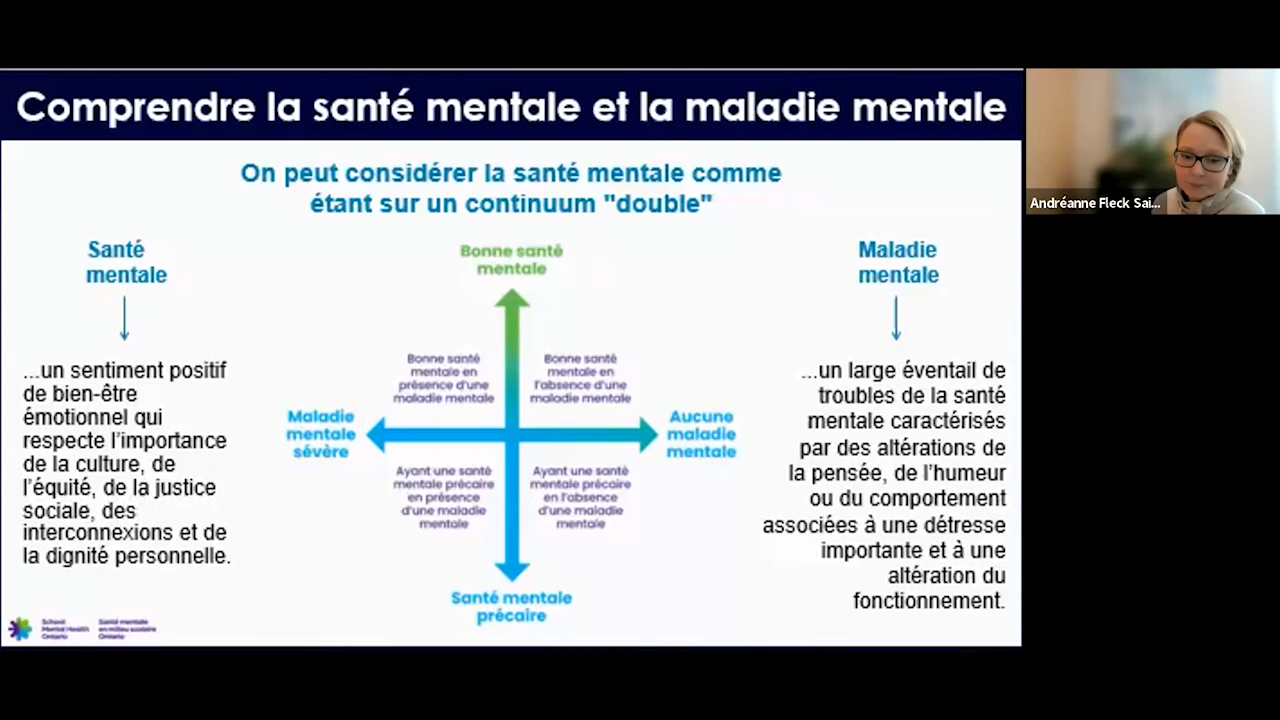 Comprendre la santé mentale et la maladie mentale
On peut considérer la santé mentale comme
étant sur un continuum "double"
Santé
mentale
...un sentiment positif
de bien-être
émotionnel qui
respecte l'importance
de la culture, de
l'équité, de la justice
sociale, des
interconnexions et de
la dignité personnelle.
Bonne santé
mentale
Bonne santé
mentale en
présence d'une
maladie mentale
Bonne santé
mentale en
l'absence d'une
maladie mentale
Maladie
mentale
sévère
Aucune
maladie
mentale
Ayant une santé
mentale précaire
en présence
d'une maladie
mentale
Ayant une santé
mentale précaire
en l'absence
d'une maladie
mentale
Santé mentale
précaire
Maladie
mentale
...un large éventail de
troubles de la santé
mentale caractérisés
par des altérations de
la pensée, de l'humeur
ou du comportement
associées à une détresse
importante et à une
altération du
fonctionnement.
School
Mental Health
Ontario
Santé mentale
en milieu scolaire
Ontario
Andréanne Fleck Sai...